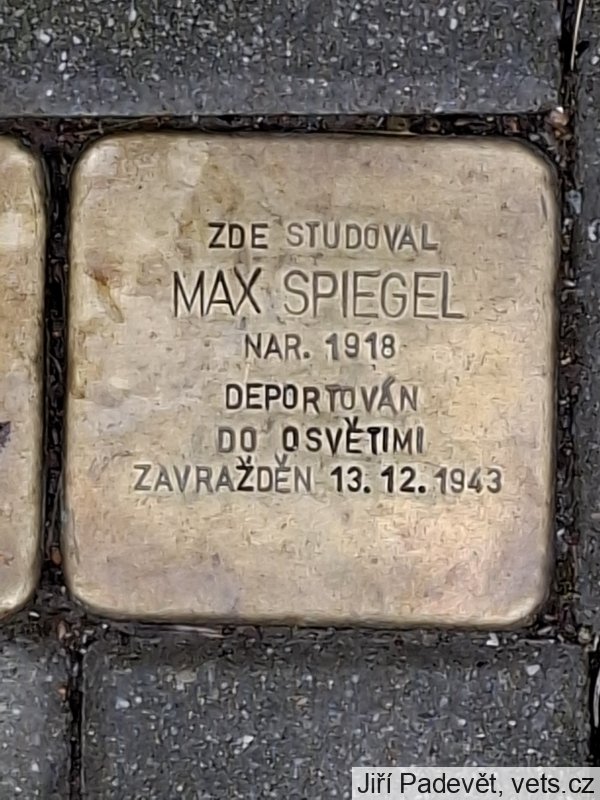 ZDE STUDOVAL
MAX SPIEGEL
NAR. 1918
DEPORTOVÁN
DO OSVĚTIMI
ZAVRAŽDĚN 13. 12. 1943
Jiří Padevět, vets.cz